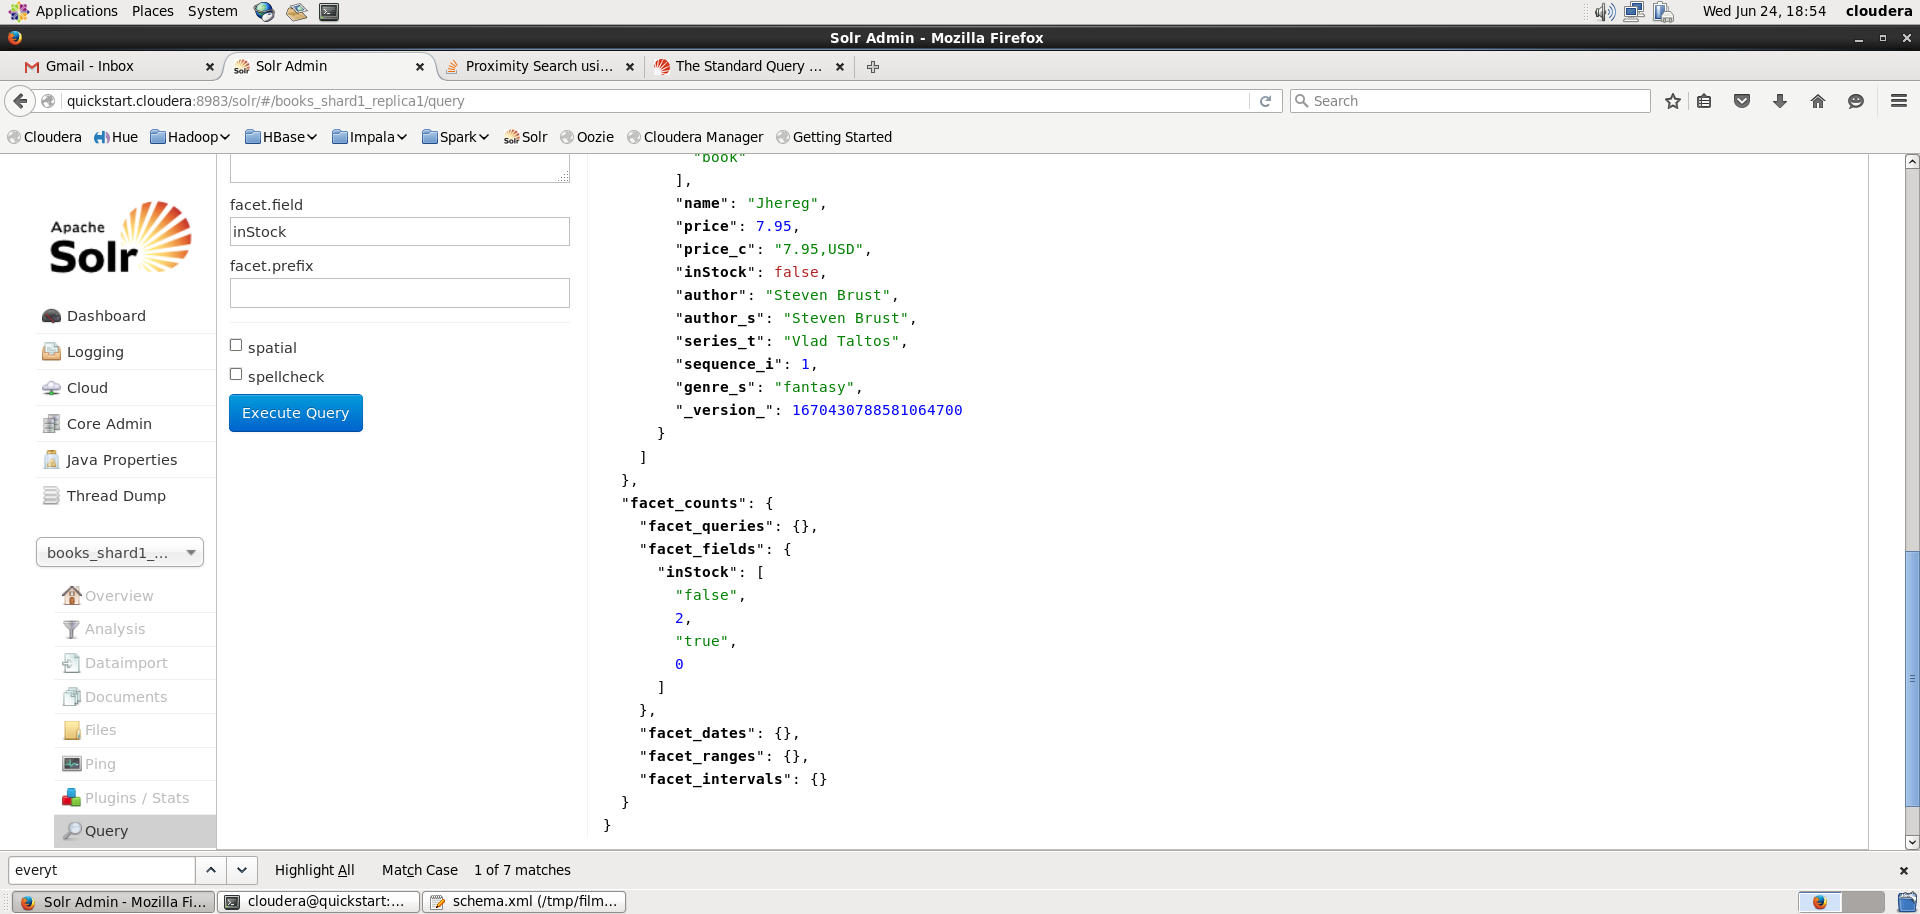 Applications Places System Wed Jun 24, 18:54 cloudera
Solr Admin - Mozilla Firefox
Gmail - Inbox Solr Admin Proximity Search usi... The Standard Query ...
quickstart.cloudera:8983/solr/#/books_shard1_replica1/query Search
Cloudera Hue Hadoop HBase Impala Spark Solr Oozie Cloudera Manager Getting Started
Apache
Solr
Dashboard
Logging
Cloud
Core Admin
Java Properties
Thread Dump
books_shard1_...
Overview
Analysis
Dataimport
Documents
Files
Ping
Plugins / Stats
Query
facet.field
inStock
facet.prefix
spatial
spellcheck
Execute Query
"book"
],
"name": "Jhereg",
"price": 7.95,
"price_c": "7.95,USD",
"inStock": false,
"author": "Steven Brust",
"author_s": "Steven Brust",
"series_t": "Vlad Taltos",
"sequence_i": 1,
"genre_s": "fantasy",
"_version_": 1670430788581064700
}
]
},
"facet_counts": {
"facet_queries": {},
"facet_fields": {
"inStock": [
"false",
2,
"true",
0
]
},
"facet_dates": {},
"facet_ranges": {},
"facet_intervals": {}
}
}
everyt Highlight All Match Case 1 of 7 matches
Solr Admin - Mozilla Fi... cloudera@quickstart:... schema.xml (/tmp/film...